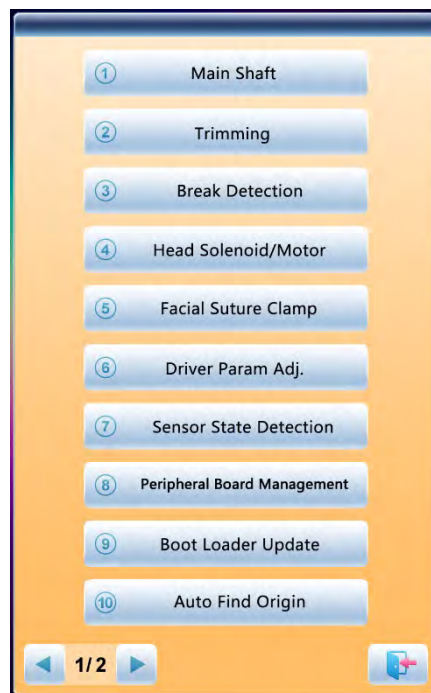 ① Main Shaft
② Trimming
③ Break Detection
④ Head Solenoid/Motor
⑤ Facial Suture Clamp
⑥ Driver Param Adj.
⑦ Sensor State Detection
⑧ Peripheral Board Management
⑨ Boot Loader Update
⑩ Auto Find Origin
1/2